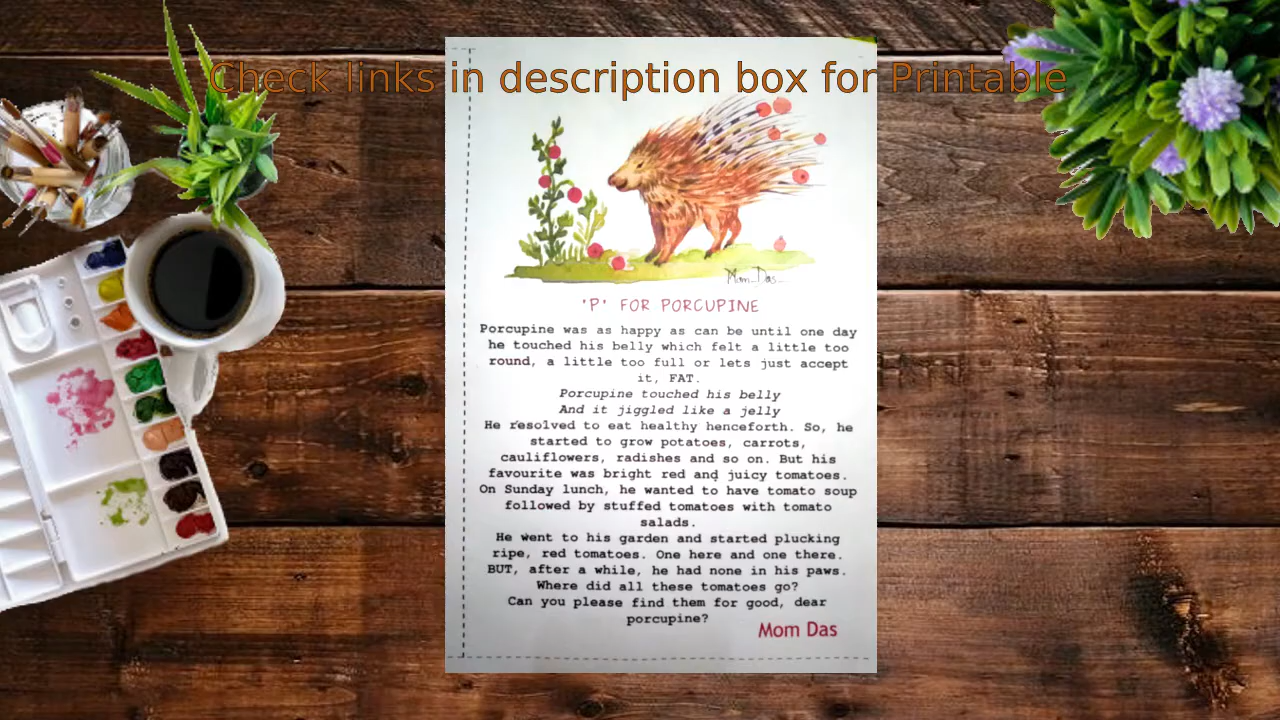 Check links in description box for Printable
Mom Das
'P' FOR PORCUPINE
Porcupine was as happy as can be until one day
he touched his belly which felt a little too
round, a little too full or lets just accept
it, FAT.
Porcupine touched his belly
And it jiggled like a jelly
He resolved to eat healthy henceforth. So, he
started to grow potatoes, carrots,
cauliflowers, radishes and so on. But his
favourite was bright red and juicy tomatoes.
On Sunday lunch, he wanted to have tomato soup
followed by stuffed tomatoes with tomato
salads.
He went to his garden and started plucking
ripe, red tomatoes. One here and one there.
BUT, after a while, he had none in his paws.
Where did all these tomatoes go?
Can you please find them for good, dear
porcupine?
Mom Das